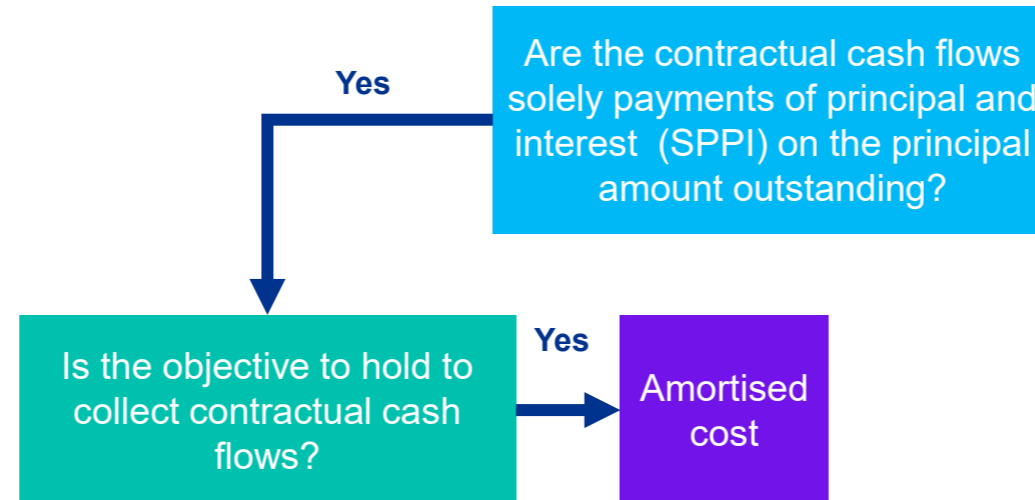 Are the contractual cash flows
solely payments of principal and
interest (SPPI) on the principal
amount outstanding?
Yes
Is the objective to hold to
collect contractual cash
flows?
Yes
Amortised
cost